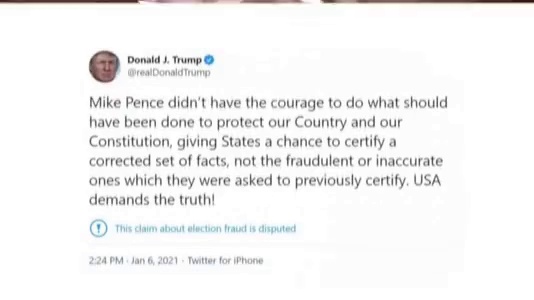 Donald J. Trump
@realDonaldTrump
Mike Pence didn't have the courage to do what should
have been done to protect our Country and our
Constitution, giving States a chance to certify a
corrected set of facts, not the fraudulent or inaccurate
ones which they were asked to previously certify. USA
demands the truth!
This claim about election fraud is disputed
2:24 PM · Jan 6, 2021 · Twitter for iPhone